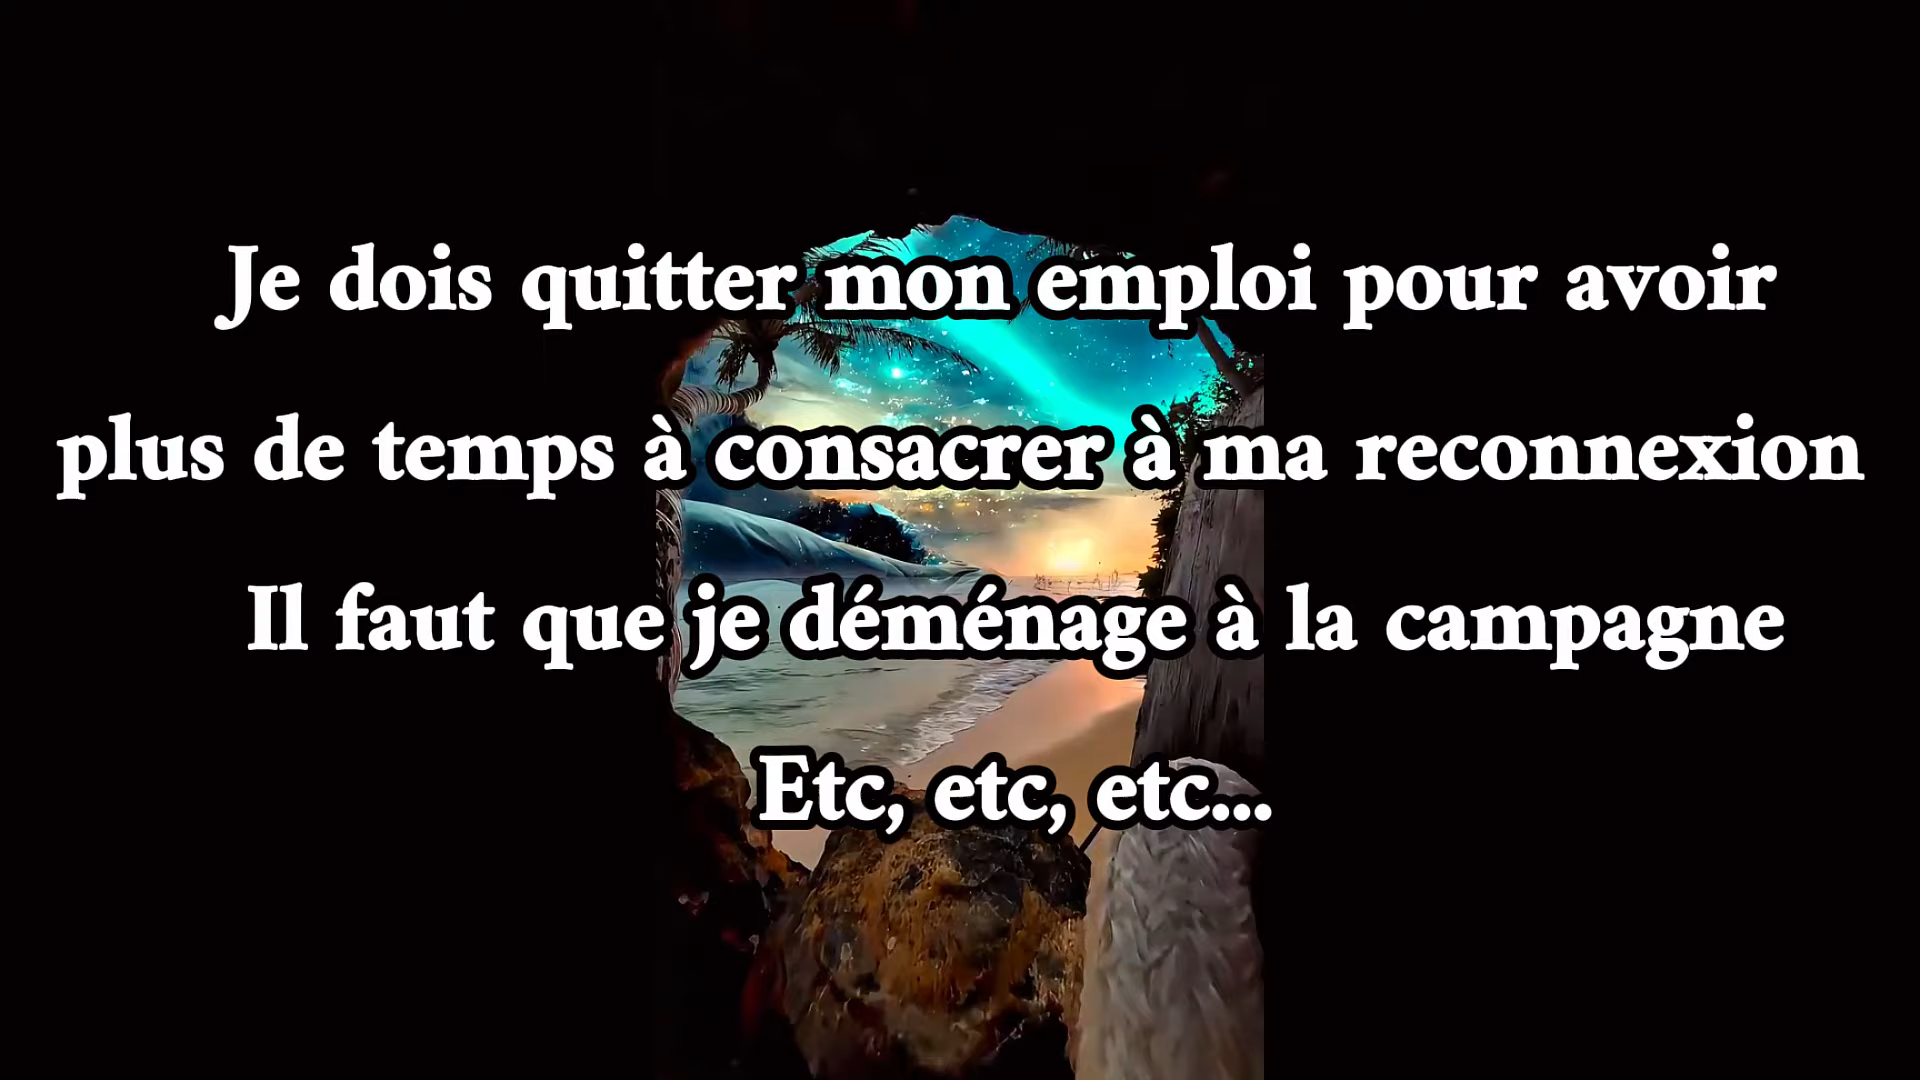 Je dois quitter mon emploi pour avoir
plus de temps à consacrer à ma reconnexion
Il faut que je déménage à la campagne
Etc, etc, etc...